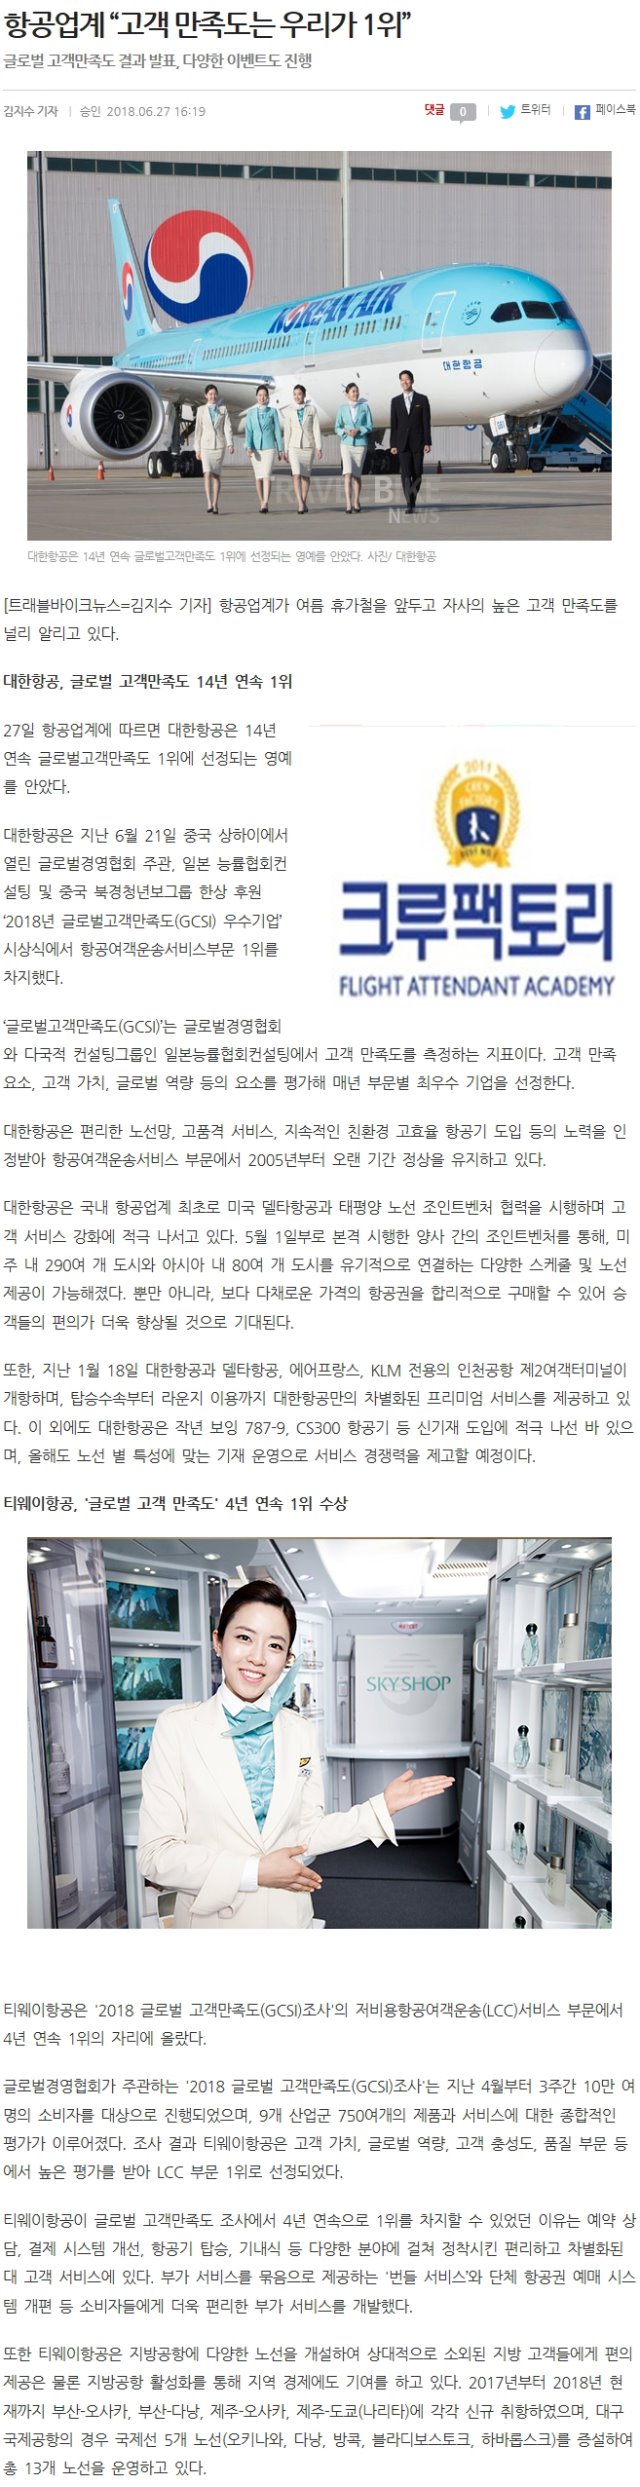 항공업계 “고객 만족도는 우리가 1위”
글로벌 고객만족도 결과 발표, 다양한 이벤트도 진행
김지수 기자 | 승인 2018.06.27 16:19
댓글 0 | 트위터 | 페이스북
KOREAN AIR
대한항공
TRAVELBIKE
NEWS
대한항공은 14년 연속 글로벌고객만족도 1위에 선정되는 영예를 안았다. 사진/ 대한항공
[트래블바이크뉴스=김지수 기자] 항공업계가 여름 휴가철을 앞두고 자사의 높은 고객 만족도를
널리 알리고 있다.
대한항공, 글로벌 고객만족도 14년 연속 1위
27일 항공업계에 따르면 대한항공은 14년
연속 글로벌고객만족도 1위에 선정되는 영예
를 안았다.
대한항공은 지난 6월 21일 중국 상하이에서
열린 글로벌경영협회 주관, 일본 능률협회컨
설팅 및 중국 북경청년보그룹 한상 후원
‘2018년 글로벌고객만족도(GCSI) 우수기업’
시상식에서 항공여객운송서비스부문 1위를
차지했다.
2011
CREW
FACTORY
BEST NO.1
크루팩토리
FLIGHT ATTENDANT ACADEMY
‘글로벌고객만족도(GCSI)’는 글로벌경영협회
와 다국적 컨설팅그룹인 일본능률협회컨설팅에서 고객 만족도를 측정하는 지표이다. 고객 만족
요소, 고객 가치, 글로벌 역량 등의 요소를 평가해 매년 부문별 최우수 기업을 선정한다.
대한항공은 편리한 노선망, 고품격 서비스, 지속적인 친환경 고효율 항공기 도입 등의 노력을 인
정받아 항공여객운송서비스 부문에서 2005년부터 오랜 기간 정상을 유지하고 있다.
대한항공은 국내 항공업계 최초로 미국 델타항공과 태평양 노선 조인트벤처 협력을 시행하며 고
객 서비스 강화에 적극 나서고 있다. 5월 1일부로 본격 시행한 양사 간의 조인트벤처를 통해, 미
주 내 290여 개 도시와 아시아 내 80여 개 도시를 유기적으로 연결하는 다양한 스케줄 및 노선
제공이 가능해졌다. 뿐만 아니라, 보다 다채로운 가격의 항공권을 합리적으로 구매할 수 있어 승
객들의 편의가 더욱 향상될 것으로 기대된다.
또한, 지난 1월 18일 대한항공과 델타항공, 에어프랑스, KLM 전용의 인천공항 제2여객터미널이
개항하며, 탑승수속부터 라운지 이용까지 대한항공만의 차별화된 프리미엄 서비스를 제공하고 있
다. 이 외에도 대한항공은 작년 보잉 787-9, CS300 항공기 등 신기재 도입에 적극 나선 바 있으
며, 올해도 노선 별 특성에 맞는 기재 운영으로 서비스 경쟁력을 제고할 예정이다.
티웨이항공, '글로벌 고객 만족도' 4년 연속 1위 수상
SKY SHOP
티웨이항공은 '2018 글로벌 고객만족도(GCSI)조사'의 저비용항공여객운송(LCC)서비스 부문에서
4년 연속 1위의 자리에 올랐다.
글로벌경영협회가 주관하는 '2018 글로벌 고객만족도(GCSI)조사'는 지난 4월부터 3주간 10만 여
명의 소비자를 대상으로 진행되었으며, 9개 산업군 750여개의 제품과 서비스에 대한 종합적인
평가가 이루어졌다. 조사 결과 티웨이항공은 고객 가치, 글로벌 역량, 고객 충성도, 품질 부문 등
에서 높은 평가를 받아 LCC 부문 1위로 선정되었다.
티웨이항공이 글로벌 고객만족도 조사에서 4년 연속으로 1위를 차지할 수 있었던 이유는 예약 상
담, 결제 시스템 개선, 항공기 탑승, 기내식 등 다양한 분야에 걸쳐 정착시킨 편리하고 차별화된
대 고객 서비스에 있다. 부가 서비스를 묶음으로 제공하는 '번들 서비스'와 단체 항공권 예매 시스
템 개편 등 소비자들에게 더욱 편리한 부가 서비스를 개발했다.
또한 티웨이항공은 지방공항에 다양한 노선을 개설하여 상대적으로 소외된 지방 고객들에게 편의
제공은 물론 지방공항 활성화를 통해 지역 경제에도 기여를 하고 있다. 2017년부터 2018년 현
재까지 부산-오사카, 부산-다낭, 제주-오사카, 제주-도쿄(나리타)에 각각 신규 취항하였으며, 대구
국제공항의 경우 국제선 5개 노선(오키나와, 다낭, 방콕, 블라디보스토크, 하바롭스크)를 증설하여
총 13개 노선을 운영하고 있다.